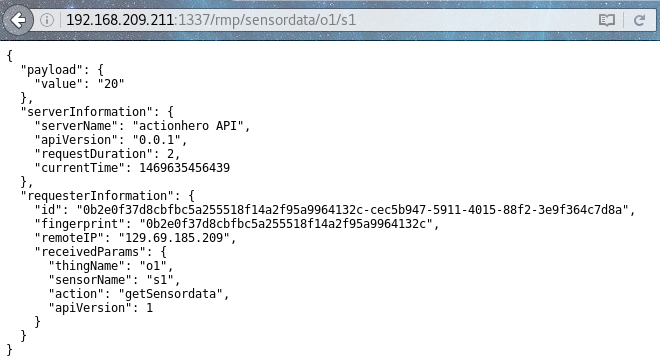 192.168.209.211:1337/rmp/sensordata/o1/s1
{
  "payload": {
    "value": "20"
  },
  "serverInformation": {
    "serverName": "actionhero API",
    "apiVersion": "0.0.1",
    "requestDuration": 2,
    "currentTime": 1469635456439
  },
  "requesterInformation": {
    "id": "0b2e0f37d8cbfbc5a255518f14a2f95a9964132c-cec5b947-5911-4015-88f2-3e9f364c7d8a",
    "fingerprint": "0b2e0f37d8cbfbc5a255518f14a2f95a9964132c",
    "remoteIP": "129.69.185.209",
    "receivedParams": {
      "thingName": "o1",
      "sensorName": "s1",
      "action": "getSensordata",
      "apiVersion": 1
    }
  }
}